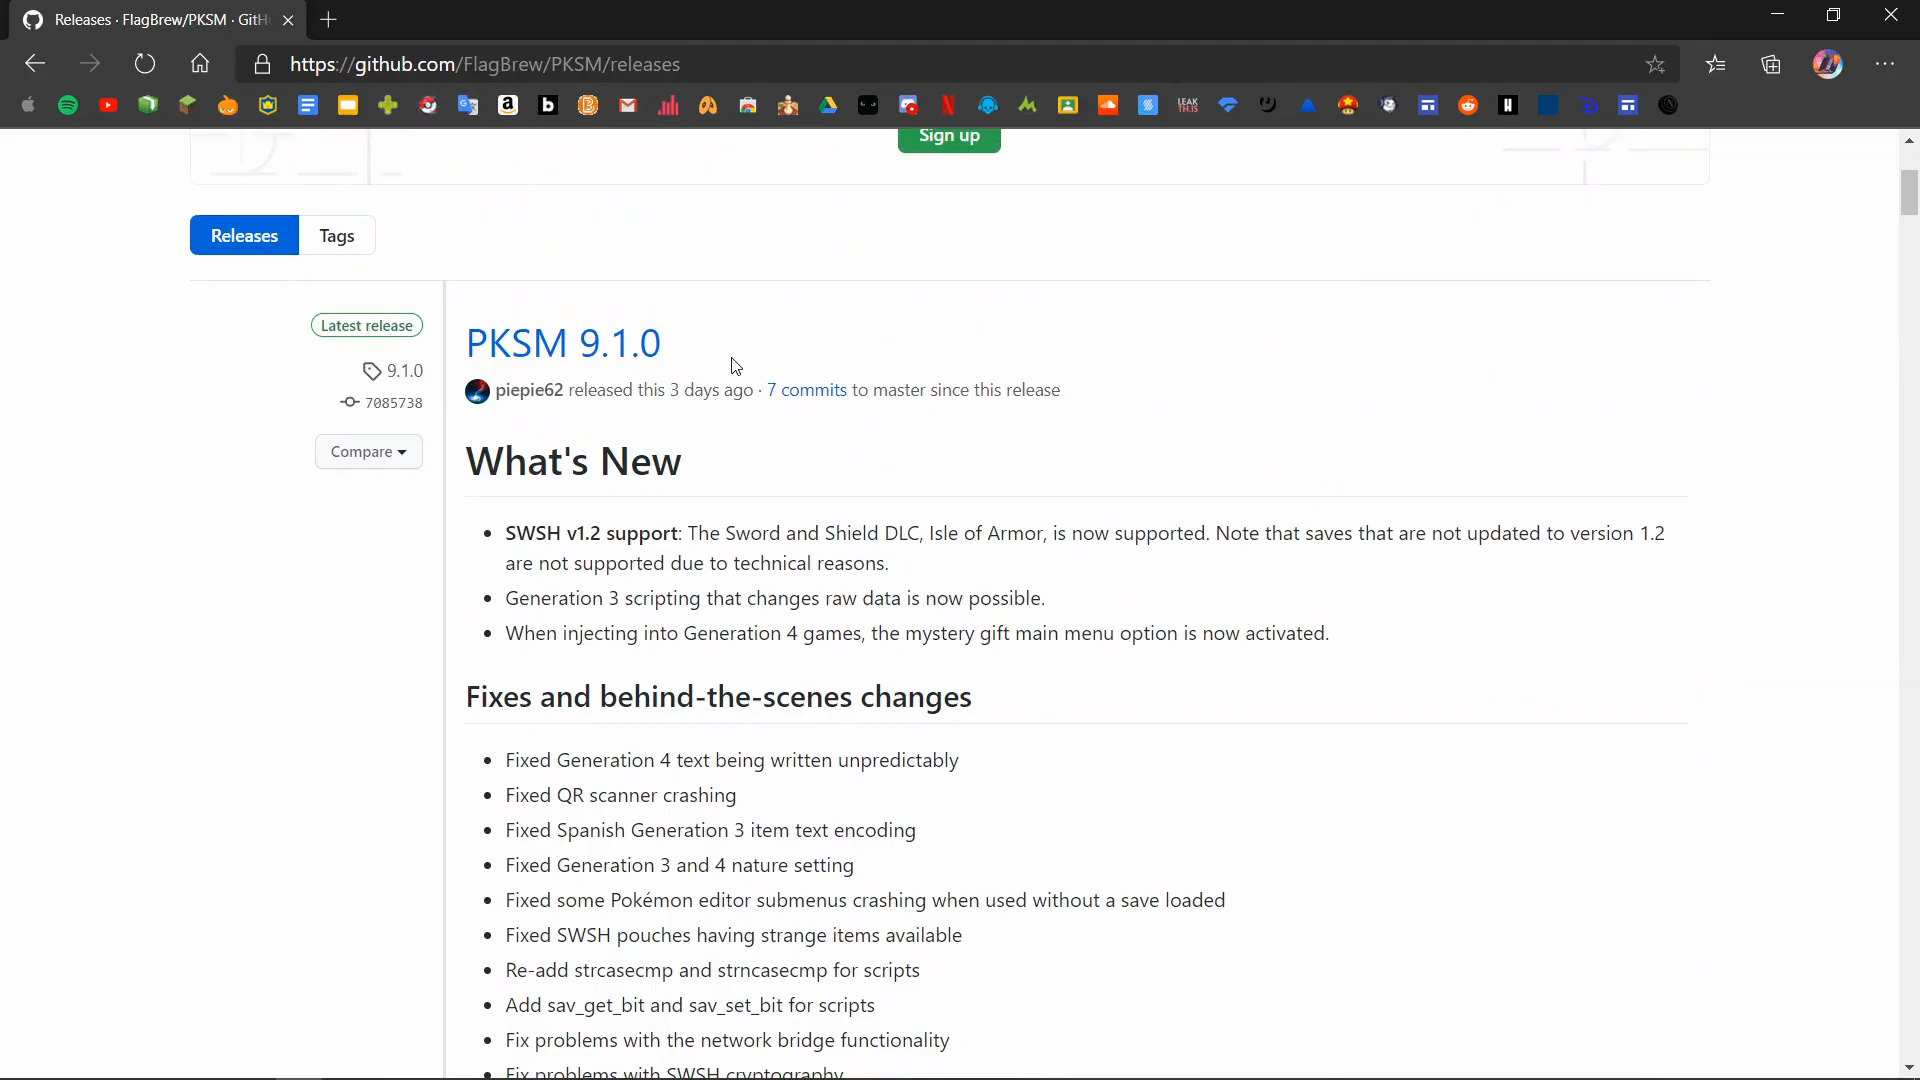 Releases · FlagBrew/PKSM · GitH
https://github.com/FlagBrew/PKSM/releases
Sign up
Releases
Tags
Latest release
9.1.0
7085738
Compare
PKSM 9.1.0
piepie62 released this 3 days ago · 7 commits to master since this release
What's New
• SWSH v1.2 support: The Sword and Shield DLC, Isle of Armor, is now supported. Note that saves that are not updated to version 1.2
are not supported due to technical reasons.
• Generation 3 scripting that changes raw data is now possible.
• When injecting into Generation 4 games, the mystery gift main menu option is now activated.
Fixes and behind-the-scenes changes
• Fixed Generation 4 text being written unpredictably
• Fixed QR scanner crashing
• Fixed Spanish Generation 3 item text encoding
• Fixed Generation 3 and 4 nature setting
• Fixed some Pokémon editor submenus crashing when used without a save loaded
• Fixed SWSH pouches having strange items available
• Re-add strcasecmp and strncasecmp for scripts
• Add sav_get_bit and sav_set_bit for scripts
• Fix problems with the network bridge functionality
• Fix problems with SWSH cryptography